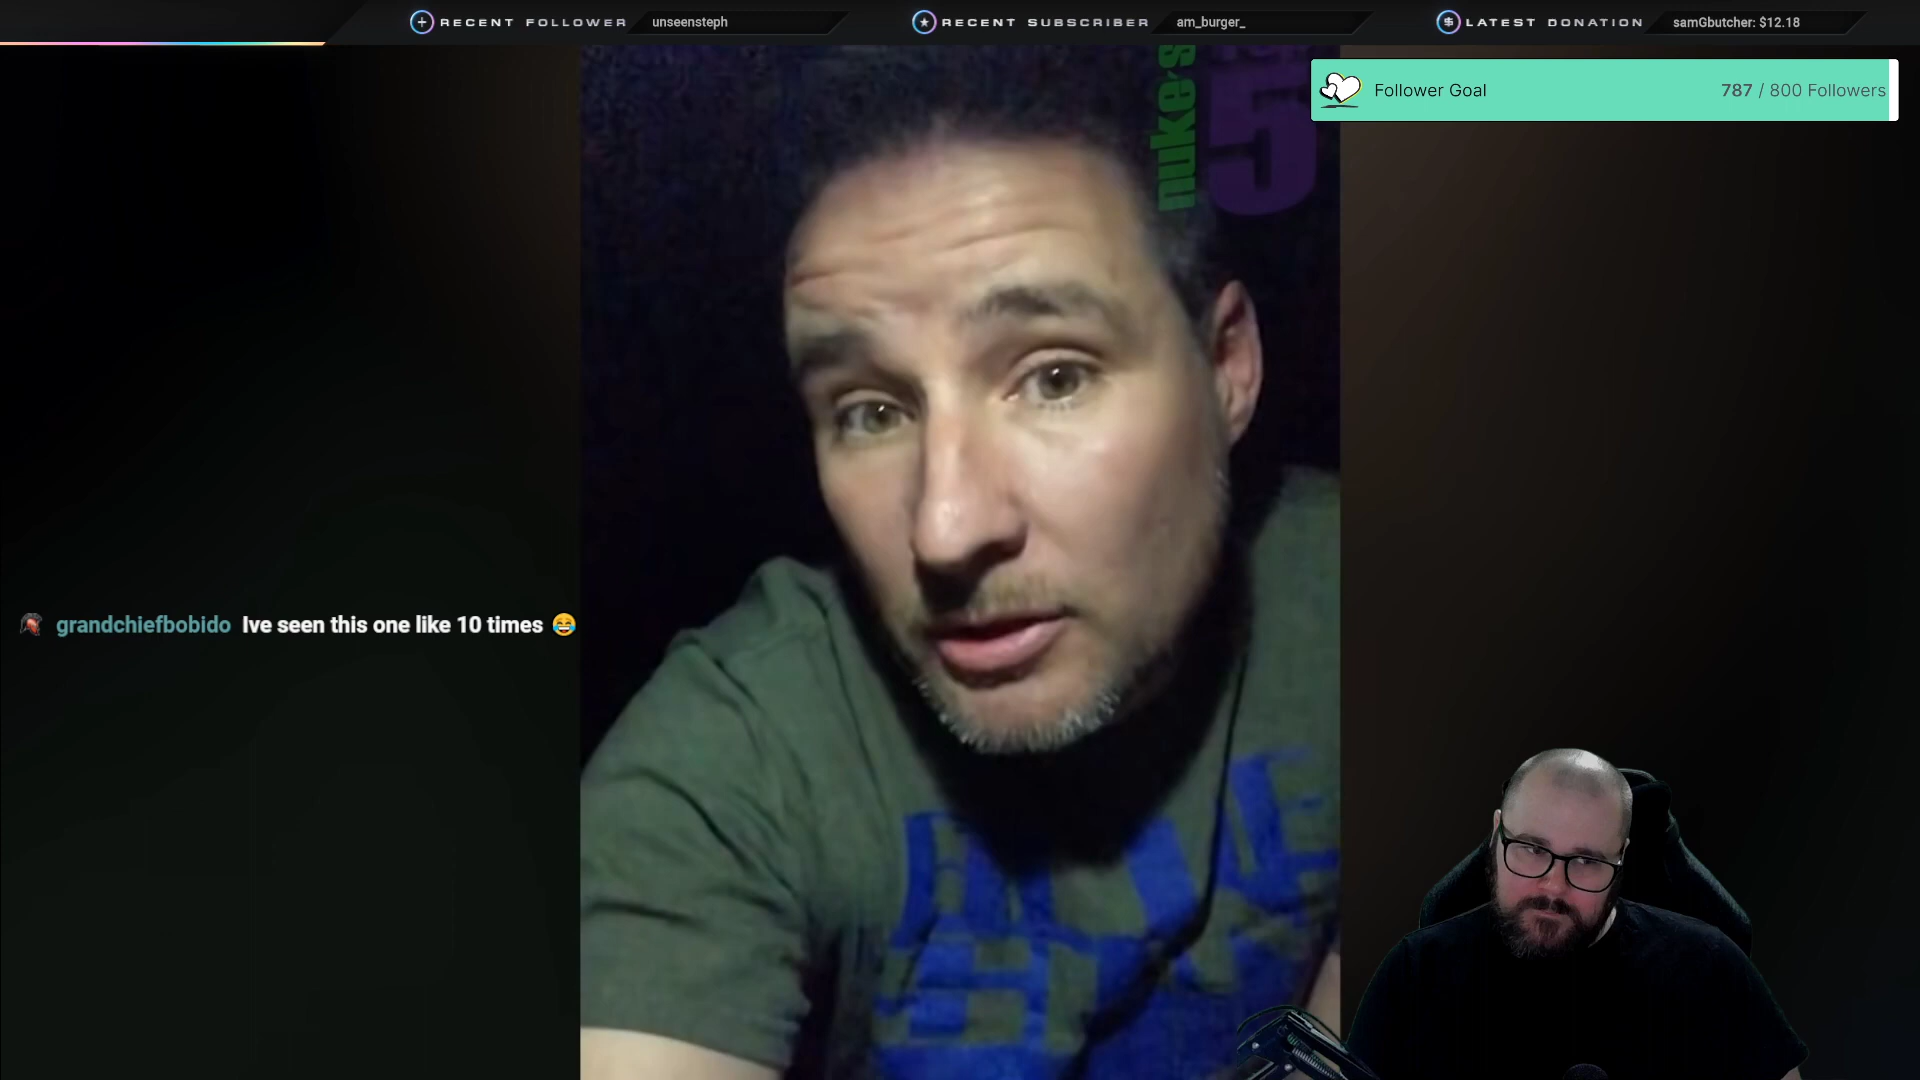 RECENT FOLLOWER unseensteph
RECENT SUBSCRIBER am_burger_
LATEST DONATION samGbutcher: $12.18
Follower Goal 787 / 800 Followers
nuke's
5
grandchiefbobido Ive seen this one like 10 times 😂